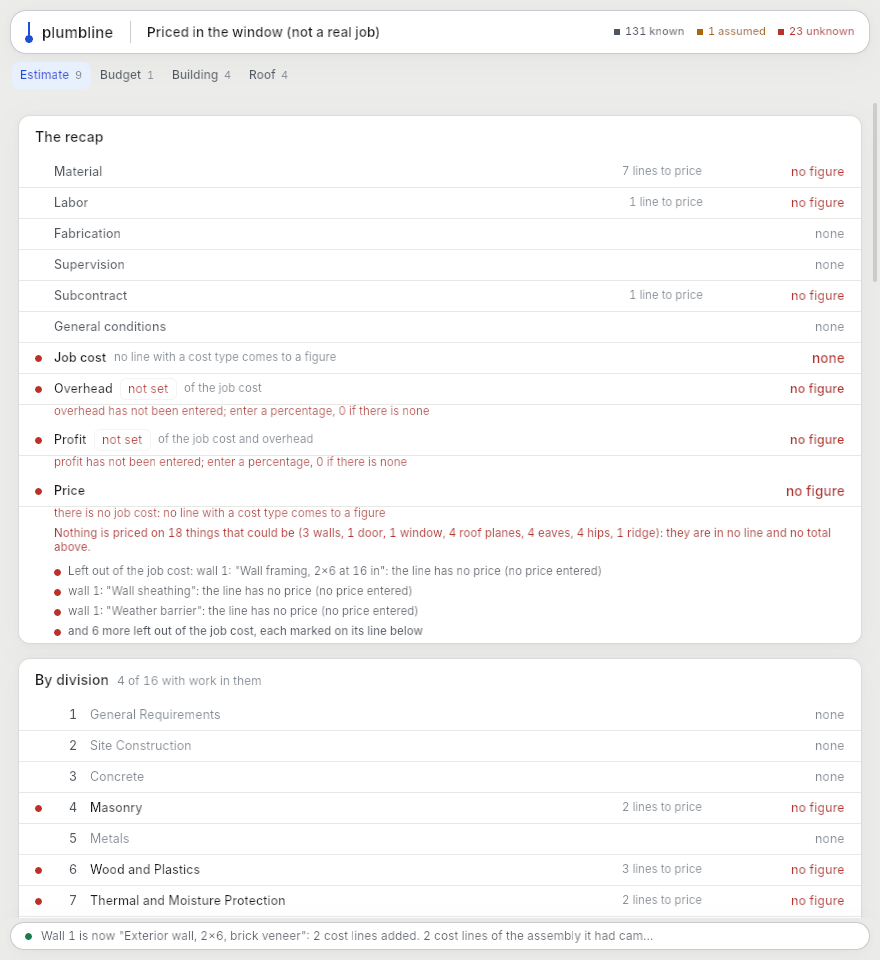 plumbline Priced in the window (not a real job) 131 known 1 assumed 23 unknown
Estimate 9 Budget 1 Building 4 Roof 4
The recap
Material 7 lines to price no figure
Labor 1 line to price no figure
Fabrication none
Supervision none
Subcontract 1 line to price no figure
General conditions none
Job cost no line with a cost type comes to a figure none
Overhead not set of the job cost no figure
overhead has not been entered; enter a percentage, 0 if there is none
Profit not set of the job cost and overhead no figure
profit has not been entered; enter a percentage, 0 if there is none
Price no figure
there is no job cost: no line with a cost type comes to a figure
Nothing is priced on 18 things that could be (3 walls, 1 door, 1 window, 4 roof planes, 4 eaves, 4 hips, 1 ridge): they are in no line and no total
above.
Left out of the job cost: wall 1: "Wall framing, 2×6 at 16 in": the line has no price (no price entered)
wall 1: "Wall sheathing": the line has no price (no price entered)
wall 1: "Weather barrier": the line has no price (no price entered)
and 6 more left out of the job cost, each marked on its line below
By division 4 of 16 with work in them
1 General Requirements none
2 Site Construction none
3 Concrete none
4 Masonry 2 lines to price no figure
5 Metals none
6 Wood and Plastics 3 lines to price no figure
7 Thermal and Moisture Protection 2 lines to price no figure
Wall 1 is now "Exterior wall, 2×6, brick veneer": 2 cost lines added. 2 cost lines of the assembly it had cam...